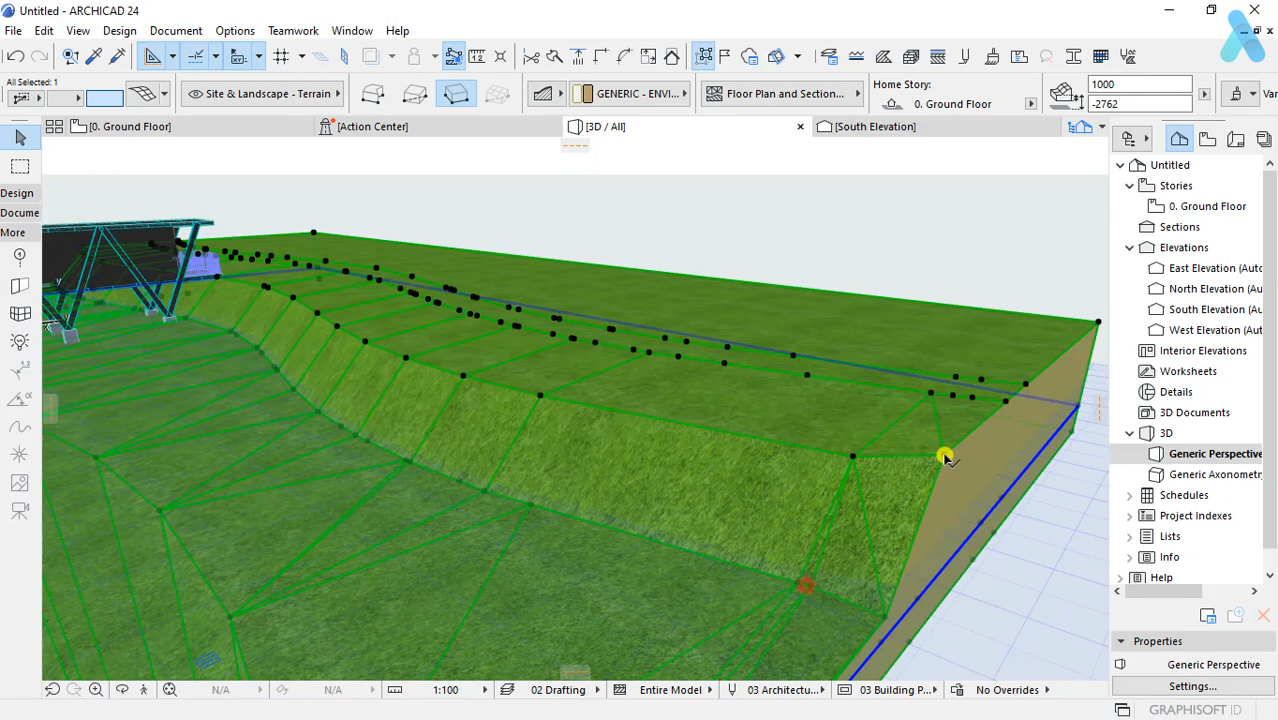 Untitled - ARCHICAD 24
File Edit View Design Document Options Teamwork Window Help
All Selected: 1
Site & Landscape - Terrain
GENERIC - ENVI...
Floor Plan and Section...
Home Story:
0. Ground Floor
1000
-2762
Var
[0. Ground Floor]
[Action Center]
[3D / All]
[South Elevation]
Design
Docume
More
Untitled
Stories
0. Ground Floor
Sections
Elevations
East Elevation (Auto
North Elevation (Aut
South Elevation (Aut
West Elevation (Aut
Interior Elevations
Worksheets
Details
3D Documents
3D
Generic Perspective
Generic Axonometr
Schedules
Project Indexes
Lists
Info
Help
Properties
Generic Perspective
Settings...
N/A
N/A
1:100
02 Drafting
Entire Model
03 Architectu...
03 Building P...
No Overrides
GRAPHISOFT ID